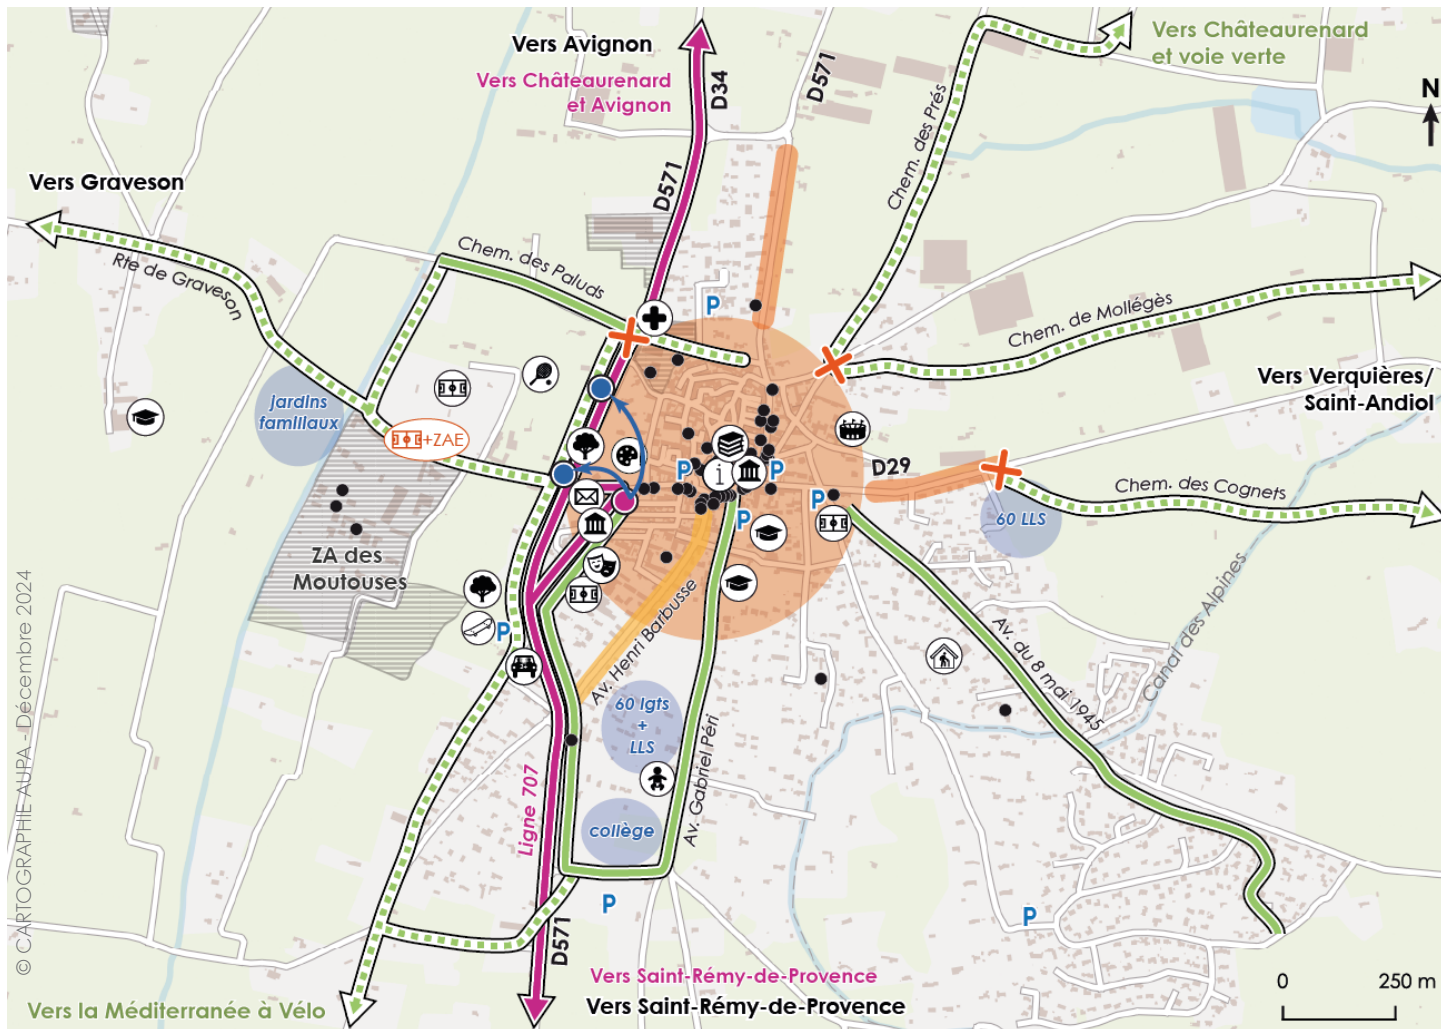 Vers Avignon
Vers Châteaurenard
et Avignon
D34
D571
Vers Châteaurenard
et voie verte
N
Chem. des Prés
D571
Vers Graveson
Rte de Graveson
Chem. des Paluds
P
Chem. de Mollégès
Vers Verquières/
Saint-Andiol
jardins
familiaux
+ZAE
P
i
P
P
P
D29
Chem. des Cognets
60 LLS
ZA des
Moutouses
P
Av. Henri Barbusse
Av. du 8 mai 1945
Canal des Alpines
60 lgts
+
LLS
Av. Gabriel Péri
Ligne 707
collège
P
P
D571
Vers Saint-Rémy-de-Provence
Vers Saint-Rémy-de-Provence
Vers la Méditerranée à Vélo
0 250 m
© CARTOGRAPHIE AUPA - Décembre 2024